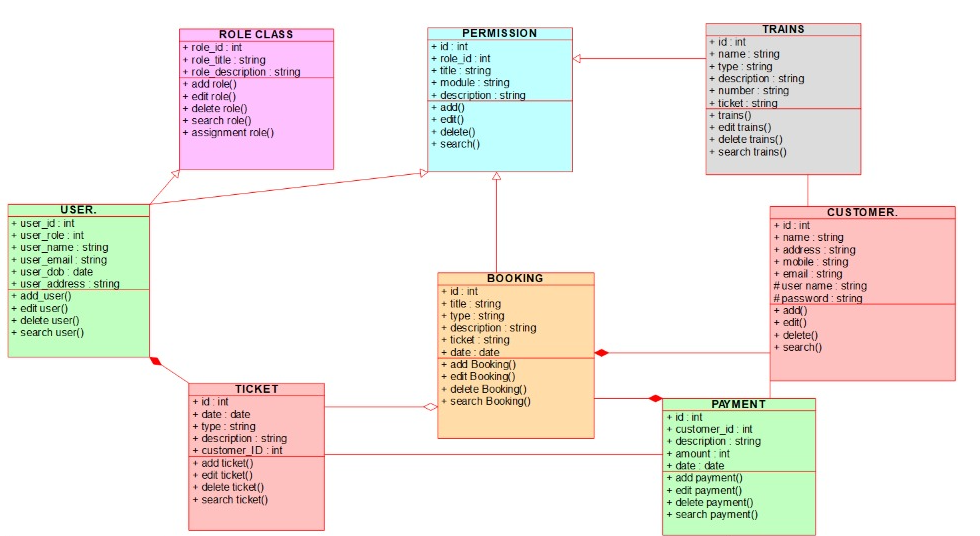 ROLE CLASS
+ role_id : int
+ role_title : string
+ role_description : string
+ add role()
+ edit role()
+ delete role()
+ search role()
+ assignment role()
PERMISSION
+ id : int
+ role_id : int
+ title : string
+ module : string
+ description : string
+ add()
+ edit()
+ delete()
+ search()
TRAINS
+ id : int
+ name : string
+ type : string
+ description : string
+ number : string
+ ticket : string
+ trains()
+ edit trains()
+ delete trains()
+ search trains()
USER.
+ user_id : int
+ user_role : int
+ user_name : string
+ user_email : string
+ user_dob : date
+ user_address : string
+ add_user()
+ edit user()
+ delete user()
+ search user()
CUSTOMER.
+ id : int
+ name : string
+ address : string
+ mobile : string
+ email : string
# user name : string
# password : string
+ add()
+ edit()
+ delete()
+ search()
BOOKING
+ id : int
+ title : string
+ type : string
+ description : string
+ ticket : string
+ date : date
+ add Booking()
+ edit Booking()
+ delete Booking()
+ search Booking()
TICKET
+ id : int
+ date : date
+ type : string
+ description : string
+ customer_ID : int
+ add ticket()
+ edit ticket()
+ delete ticket()
+ search ticket()
PAYMENT
+ id : int
+ customer_id : int
+ description : string
+ amount : int
+ date : date
+ add payment()
+ edit payment()
+ delete payment()
+ search payment()